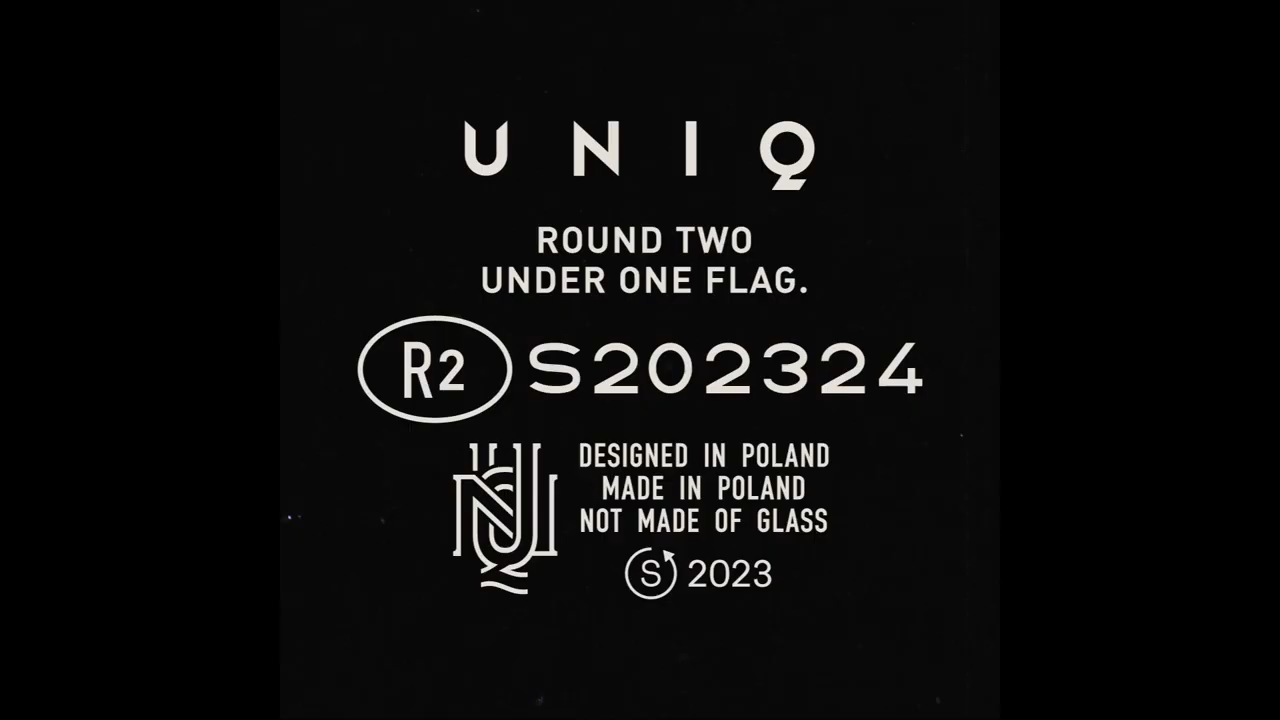 UNIQ
ROUND TWO
UNDER ONE FLAG.
R2 S202324
UNQ
DESIGNED IN POLAND
MADE IN POLAND
NOT MADE OF GLASS
S 2023